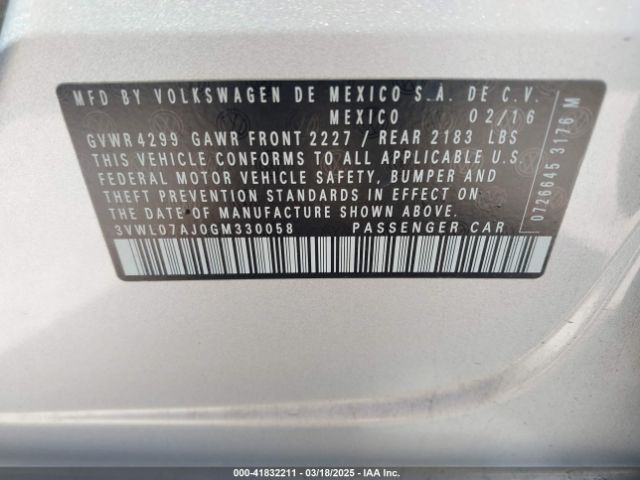 MFD BY VOLKSWAGEN DE MEXICO S.A. DE C.V.
MEXICO 02/16
GVWR 4299 GAWR FRONT 2227 / REAR 2183 LBS
THIS VEHICLE CONFORMS TO ALL APPLICABLE U.S.
FEDERAL MOTOR VEHICLE SAFETY, BUMPER AND
THEFT PREVENTION STANDARDS IN EFFECT ON
THE DATE OF MANUFACTURE SHOWN ABOVE.
3VWL07AJ0GM330058 PASSENGER CAR
0726645 3176 M
000-41832211 - 03/18/2025 - IAA Inc.